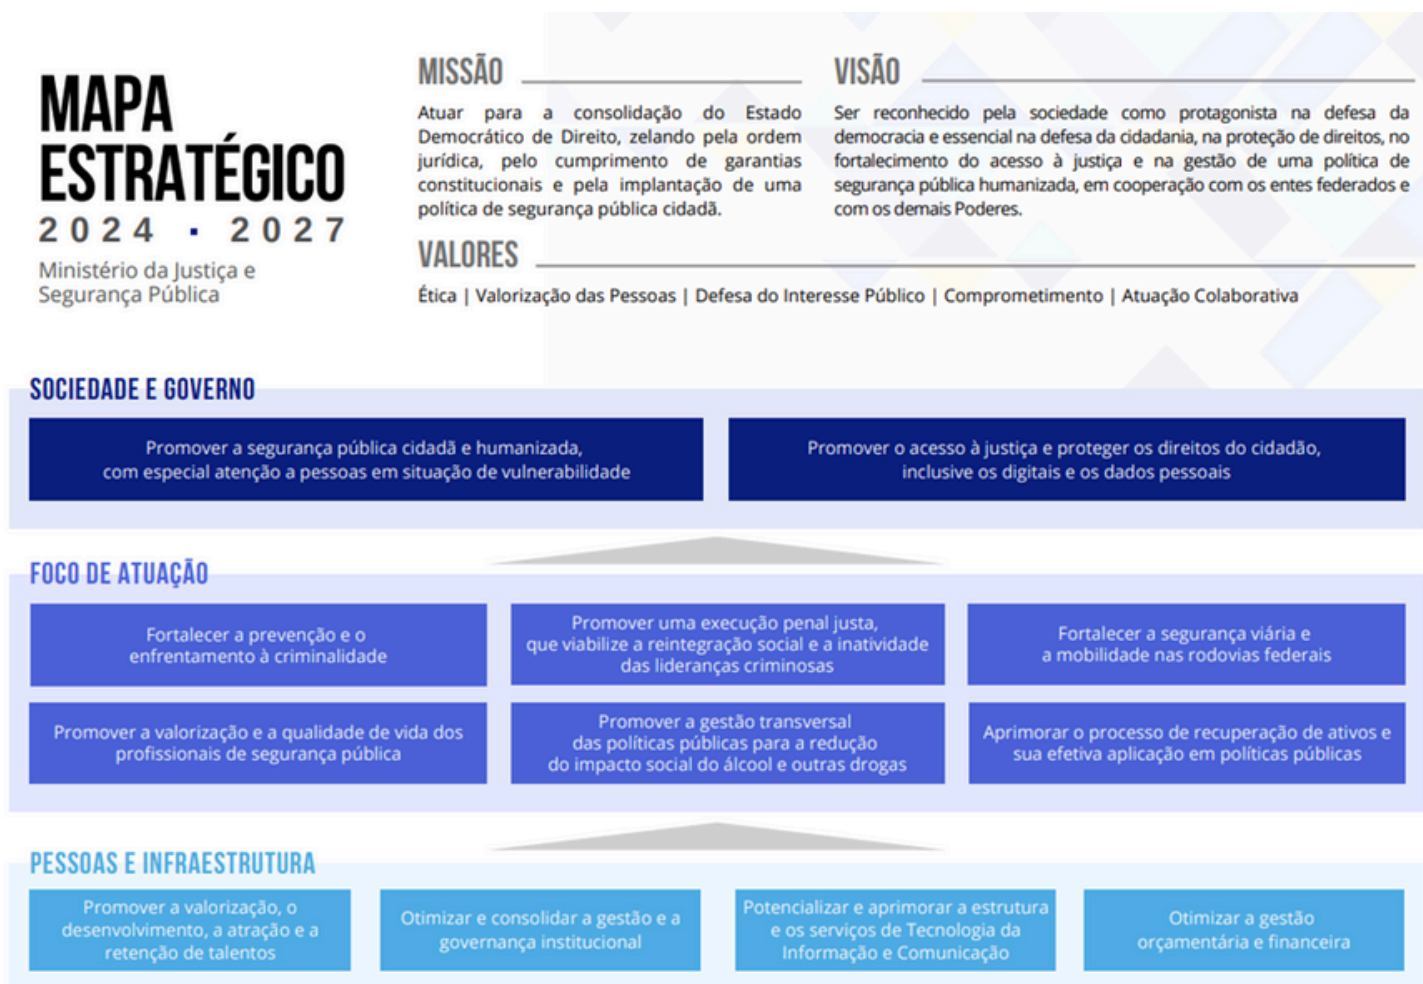 MAPA
ESTRATÉGICO
2024 · 2027
Ministério da Justiça e
Segurança Pública
MISSÃO
Atuar para a consolidação do Estado
Democrático de Direito, zelando pela ordem
jurídica, pelo cumprimento de garantias
constitucionais e pela implantação de uma
política de segurança pública cidadã.
VISÃO
Ser reconhecido pela sociedade como protagonista na defesa da
democracia e essencial na defesa da cidadania, na proteção de direitos, no
fortalecimento do acesso à justiça e na gestão de uma política de
segurança pública humanizada, em cooperação com os entes federados e
com os demais Poderes.
VALORES
Ética | Valorização das Pessoas | Defesa do Interesse Público | Comprometimento | Atuação Colaborativa
SOCIEDADE E GOVERNO
Promover a segurança pública cidadã e humanizada,
com especial atenção a pessoas em situação de vulnerabilidade
Promover o acesso à justiça e proteger os direitos do cidadão,
inclusive os digitais e os dados pessoais
FOCO DE ATUAÇÃO
Fortalecer a prevenção e o
enfrentamento à criminalidade
Promover uma execução penal justa,
que viabilize a reintegração social e a inatividade
das lideranças criminosas
Fortalecer a segurança viária e
a mobilidade nas rodovias federais
Promover a valorização e a qualidade de vida dos
profissionais de segurança pública
Promover a gestão transversal
das políticas públicas para a redução
do impacto social do álcool e outras drogas
Aprimorar o processo de recuperação de ativos e
sua efetiva aplicação em políticas públicas
PESSOAS E INFRAESTRUTURA
Promover a valorização, o
desenvolvimento, a atração e a
retenção de talentos
Otimizar e consolidar a gestão e a
governança institucional
Potencializar e aprimorar a estrutura
e os serviços de Tecnologia da
Informação e Comunicação
Otimizar a gestão
orçamentária e financeira